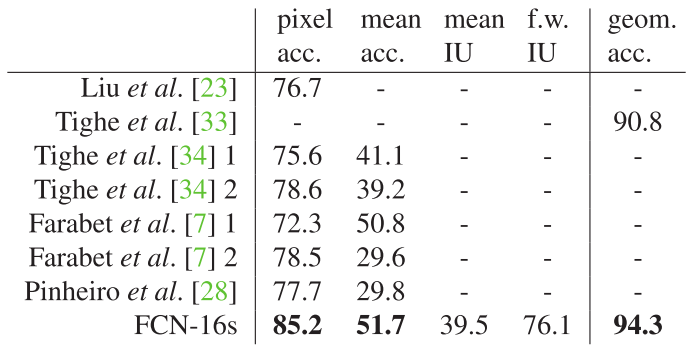 pixel mean mean f.w. geom.
acc. acc. IU IU acc.
Liu et al. [23] 76.7 - - - -
Tighe et al. [33] - - - - 90.8
Tighe et al. [34] 1 75.6 41.1 - - -
Tighe et al. [34] 2 78.6 39.2 - - -
Farabet et al. [7] 1 72.3 50.8 - - -
Farabet et al. [7] 2 78.5 29.6 - - -
Pinheiro et al. [28] 77.7 29.8 - - -
FCN-16s 85.2 51.7 39.5 76.1 94.3